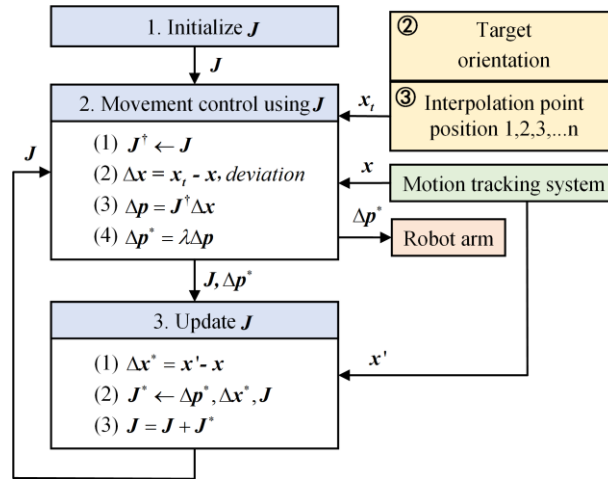 1. Initialize J
J
2. Movement control using J
(1) J† ← J
(2) Δx = xₜ - x, deviation
(3) Δp = J†Δx
(4) Δp* = λΔp
J
② Target
orientation
③ Interpolation point
position 1,2,3,...n
xₜ
x
Motion tracking system
Δp*
Robot arm
J, Δp*
3. Update J
(1) Δx* = x'- x
(2) J* ← Δp*, Δx*, J
(3) J = J + J*
x'